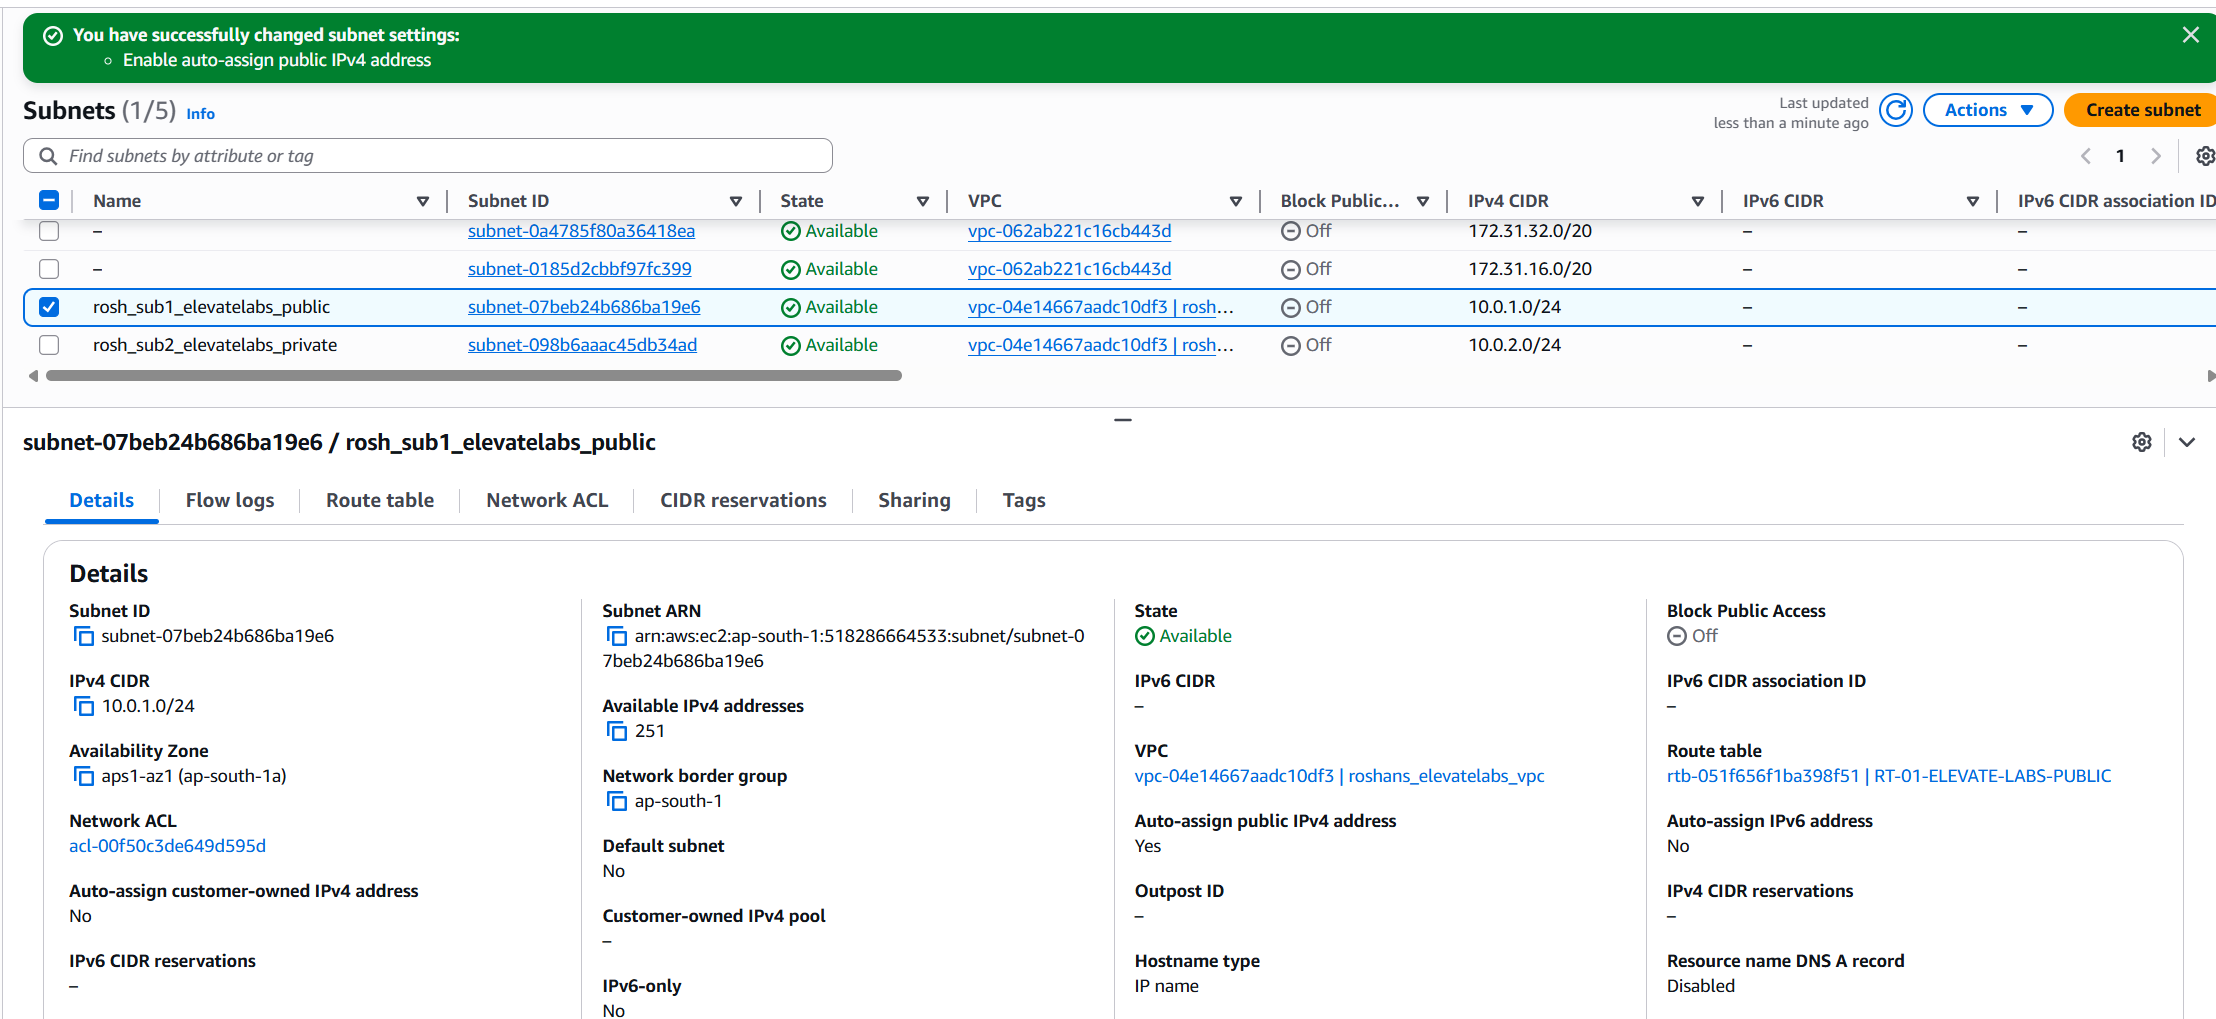 You have successfully changed subnet settings:
Enable auto-assign public IPv4 address
Subnets (1/5) Info
Last updated
less than a minute ago
Actions
Create subnet
Find subnets by attribute or tag
1
Name Subnet ID State VPC Block Public... IPv4 CIDR IPv6 CIDR IPv6 CIDR association ID
– subnet-0a4785f80a36418ea Available vpc-062ab221c16cb443d Off 172.31.32.0/20 – –
– subnet-0185d2cbbf97fc399 Available vpc-062ab221c16cb443d Off 172.31.16.0/20 – –
rosh_sub1_elevatelabs_public subnet-07beb24b686ba19e6 Available vpc-04e14667aadc10df3 | rosh... Off 10.0.1.0/24 – –
rosh_sub2_elevatelabs_private subnet-098b6aaac45db34ad Available vpc-04e14667aadc10df3 | rosh... Off 10.0.2.0/24 – –
subnet-07beb24b686ba19e6 / rosh_sub1_elevatelabs_public
Details Flow logs Route table Network ACL CIDR reservations Sharing Tags
Details
Subnet ID
subnet-07beb24b686ba19e6
IPv4 CIDR
10.0.1.0/24
Availability Zone
aps1-az1 (ap-south-1a)
Network ACL
acl-00f50c3de649d595d
Auto-assign customer-owned IPv4 address
No
IPv6 CIDR reservations
–
Subnet ARN
arn:aws:ec2:ap-south-1:518286664533:subnet/subnet-0
7beb24b686ba19e6
Available IPv4 addresses
251
Network border group
ap-south-1
Default subnet
No
Customer-owned IPv4 pool
–
IPv6-only
No
State
Available
IPv6 CIDR
–
VPC
vpc-04e14667aadc10df3 | roshans_elevatelabs_vpc
Auto-assign public IPv4 address
Yes
Outpost ID
–
Hostname type
IP name
Block Public Access
Off
IPv6 CIDR association ID
–
Route table
rtb-051f656f1ba398f51 | RT-01-ELEVATE-LABS-PUBLIC
Auto-assign IPv6 address
No
IPv4 CIDR reservations
–
Resource name DNS A record
Disabled